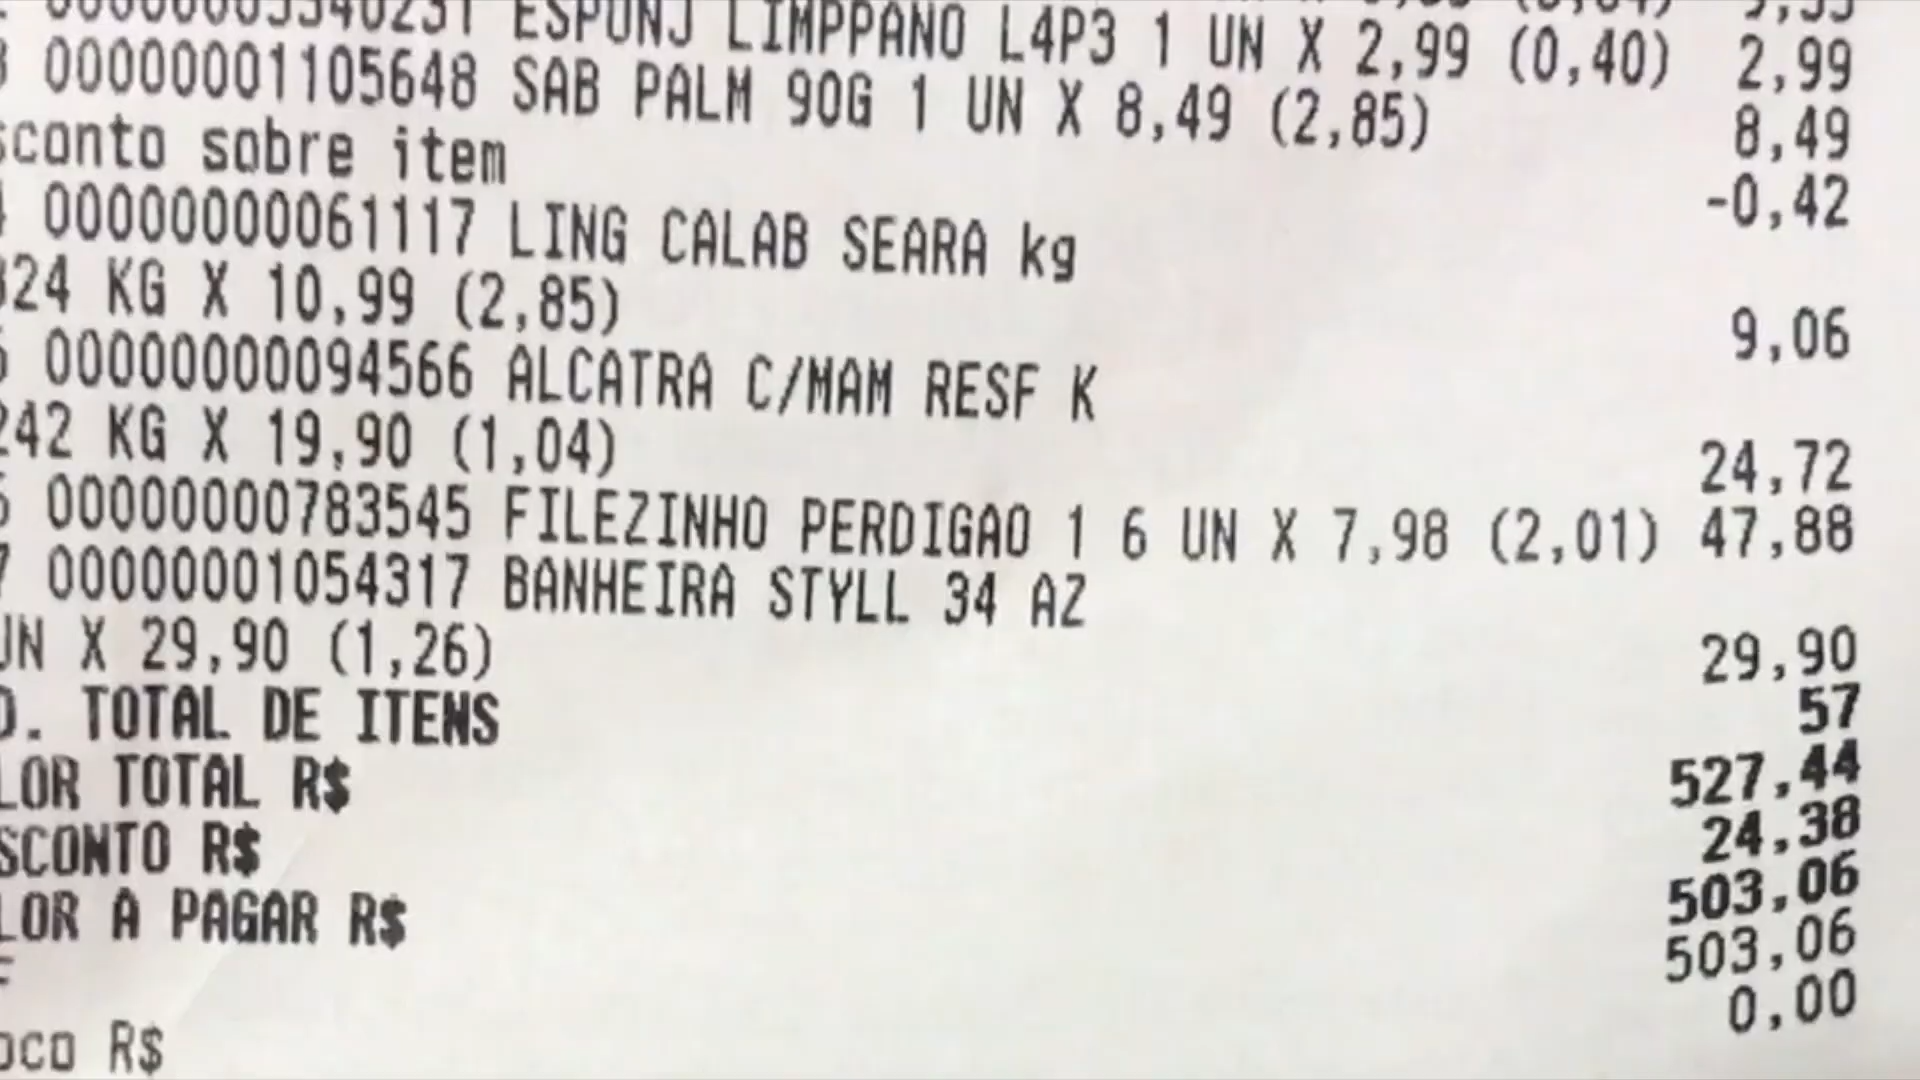 00000005540231 ESPONJ LIMPPANO L4P3 1 UN X 2,99 (0,40) 2,99
00000001105648 SAB PALM 90G 1 UN X 8,49 (2,85) 8,49
sconto sobre item -0,42
00000000061117 LING CALAB SEARA kg
24 KG X 10,99 (2,85) 9,06
00000000094566 ALCATRA C/MAM RESF K
242 KG X 19,90 (1,04) 24,72
00000000783545 FILEZINHO PERDIGAO 1 6 UN X 7,98 (2,01) 47,88
7 00000001054317 BANHEIRA STYLL 34 AZ
UN X 29,90 (1,26) 29,90
D. TOTAL DE ITENS 57
LOR TOTAL R$ 527,44
SCONTO R$ 24,38
LOR A PAGAR R$ 503,06
503,06
oco R$ 0,00